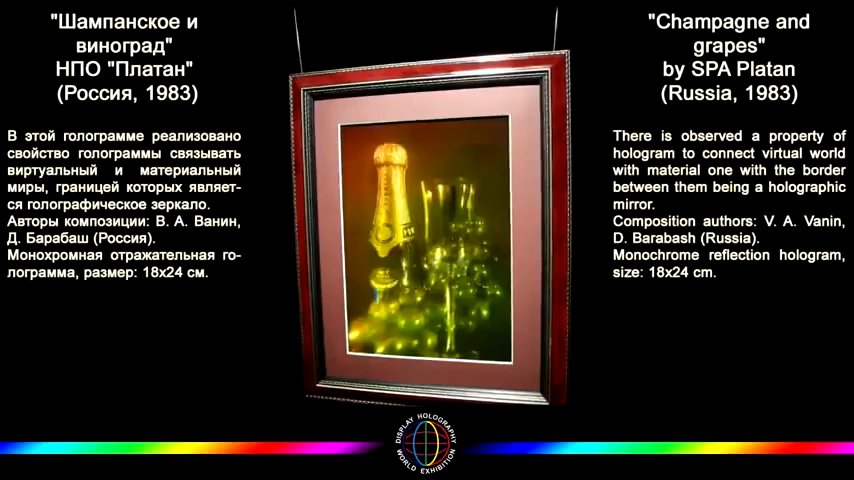 "Шампанское и
виноград"
НПО "Платан"
(Россия, 1983)
В этой голограмме реализовано
свойство голограммы связывать
виртуальный и материальный
миры, границей которых являет-
ся голографическое зеркало.
Авторы композиции: В. А. Ванин,
Д. Барабаш (Россия).
Монохромная отражательная го-
лограмма, размер: 18х24 см.
"Champagne and
grapes"
by SPA Platan
(Russia, 1983)
There is observed a property of
hologram to connect virtual world
with material one with the border
between them being a holographic
mirror.
Composition authors: V. A. Vanin,
D. Barabash (Russia).
Monochrome reflection hologram,
size: 18x24 cm.
DISPLAY HOLOGRAPHY
WORLD EXHIBITION